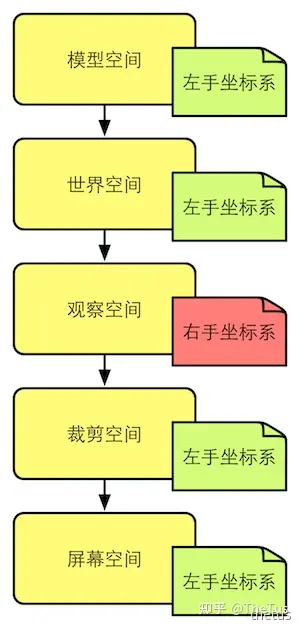 模型空间
左手坐标系
世界空间
左手坐标系
观察空间
右手坐标系
裁剪空间
左手坐标系
屏幕空间
左手坐标系
知乎 @TheTus
thetus